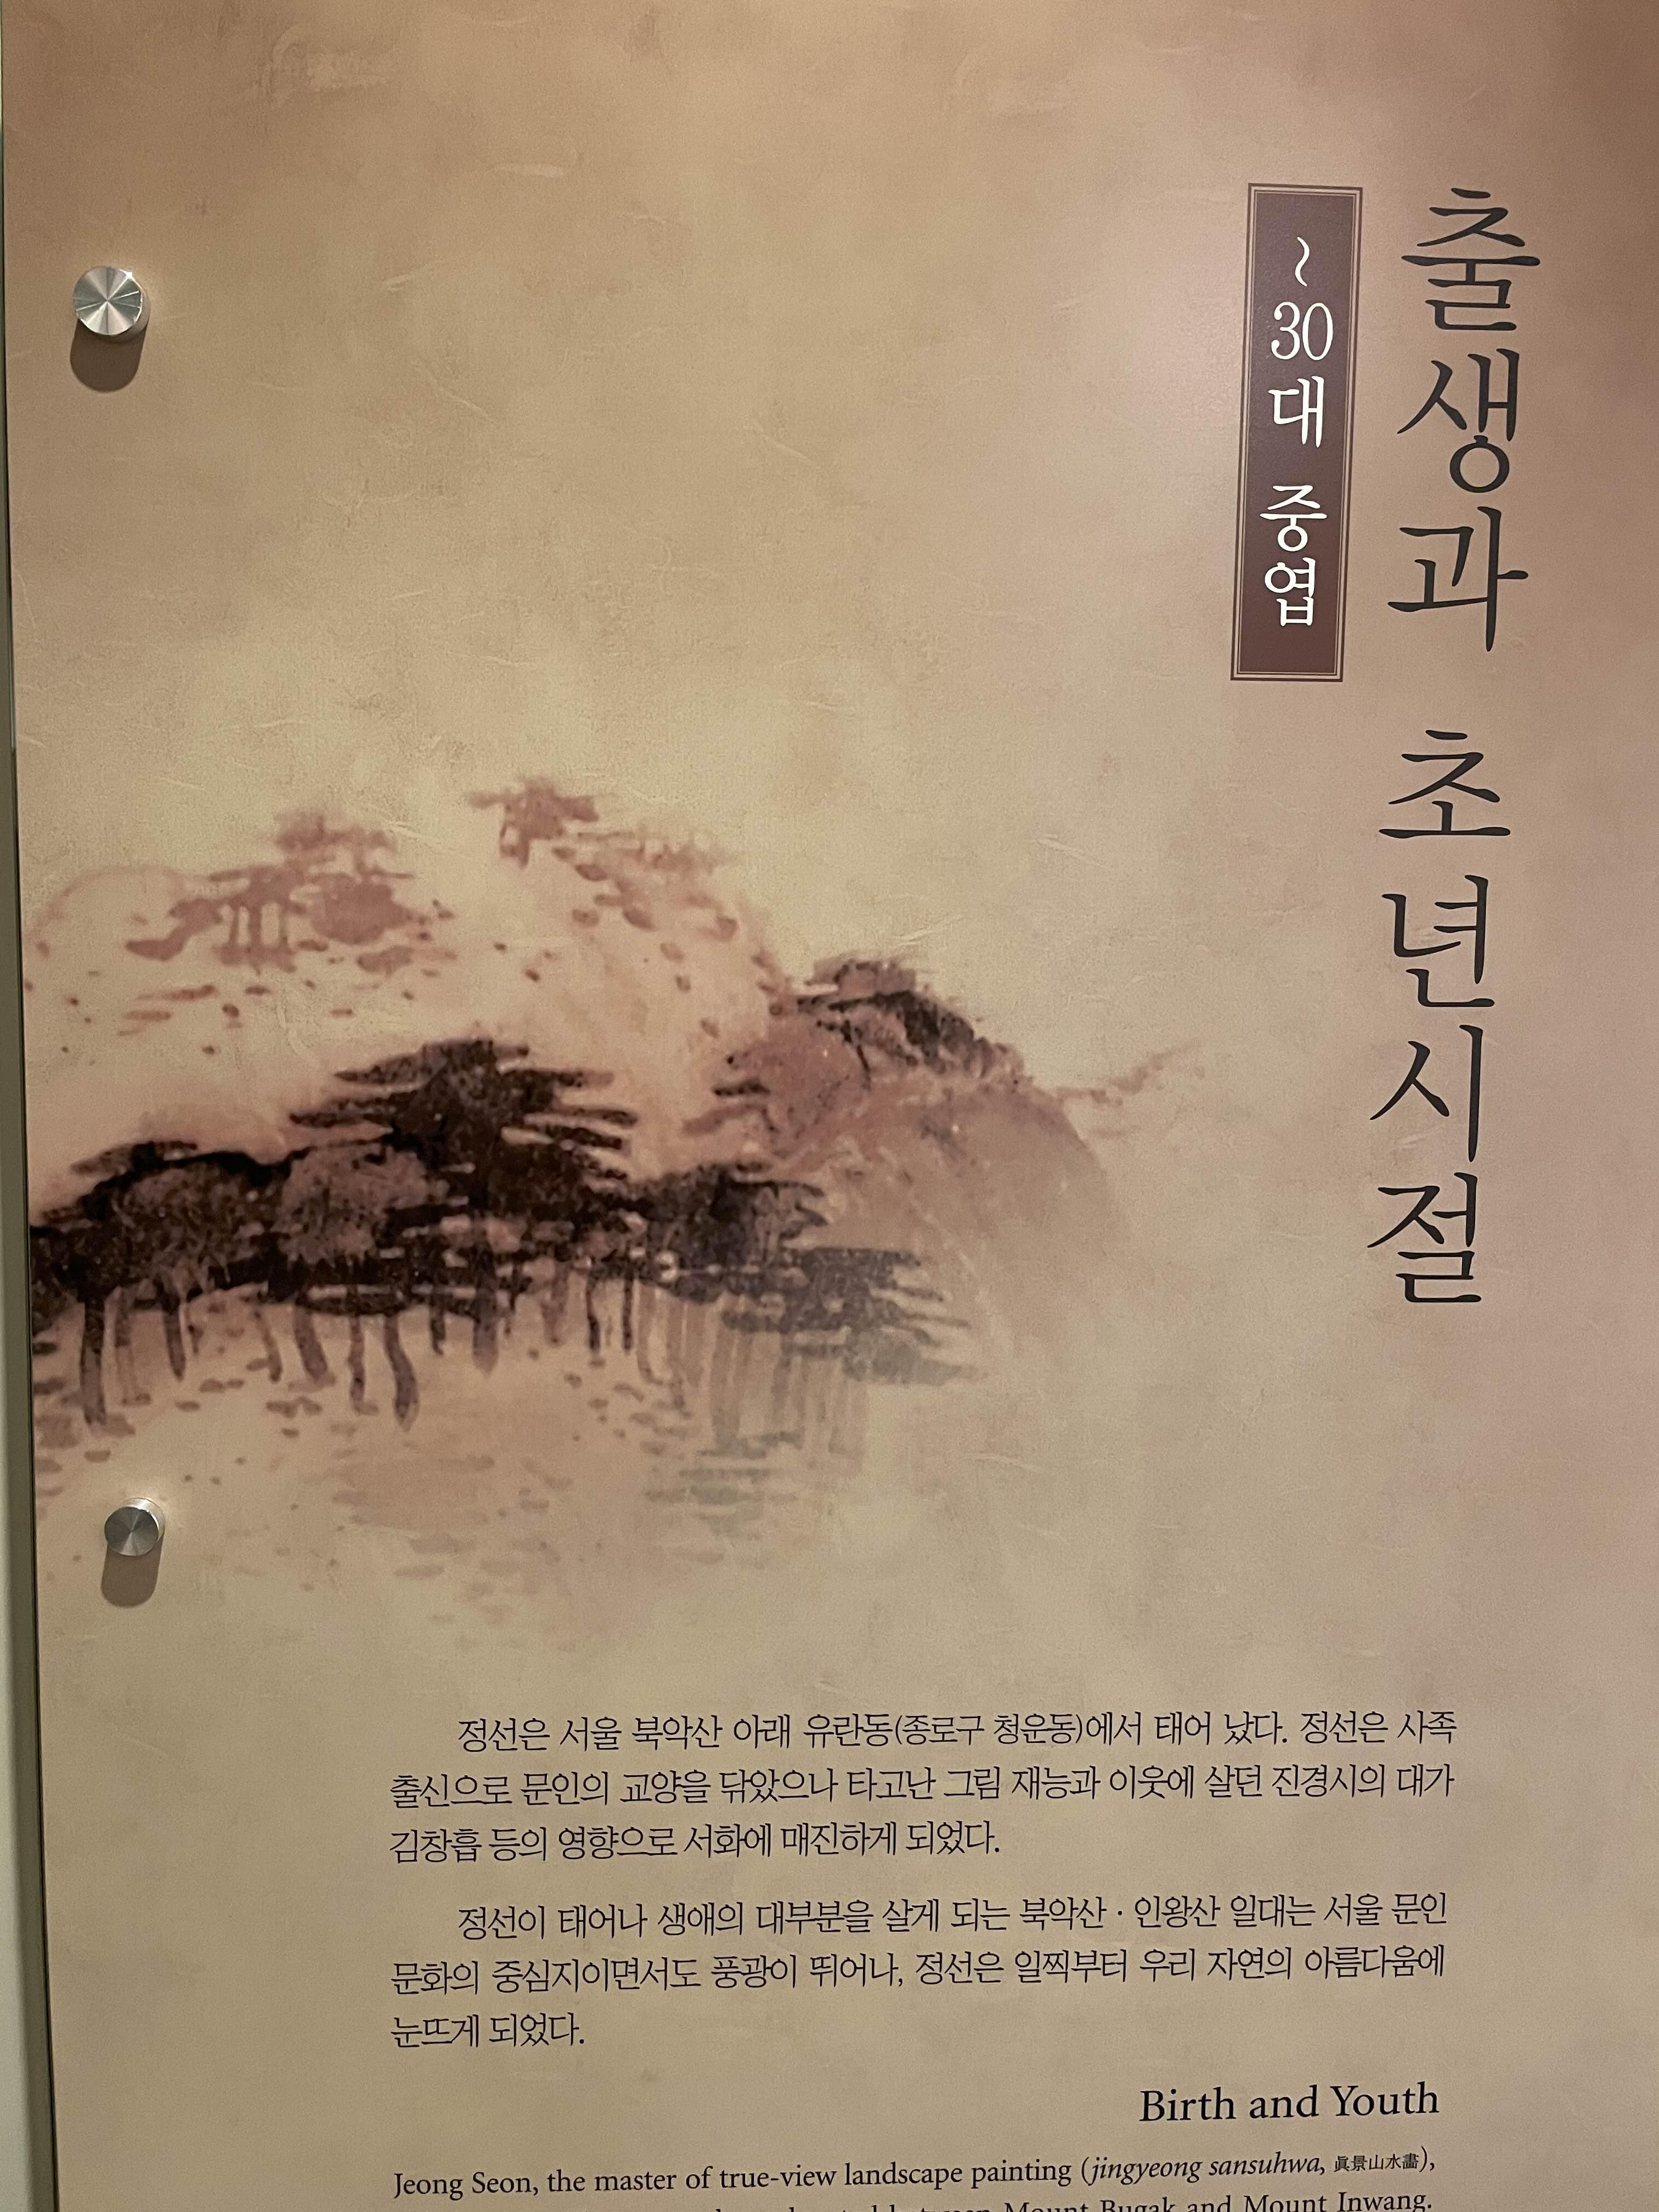 출생과 초년시절
~30대 중엽
정선은 서울 북악산 아래 유란동(종로구 청운동)에서 태어 났다. 정선은 사족
출신으로 문인의 교양을 닦았으나 타고난 그림 재능과 이웃에 살던 진경시의 대가
김창흡 등의 영향으로 서화에 매진하게 되었다.
정선이 태어나 생애의 대부분을 살게 되는 북악산 · 인왕산 일대는 서울 문인
문화의 중심지이면서도 풍광이 뛰어나, 정선은 일찍부터 우리 자연의 아름다움에
눈뜨게 되었다.
Birth and Youth
Jeong Seon, the master of true-view landscape painting (jingyeong sansuhwa, 眞景山水畵),
between Mount Bugak and Mount Inwang.